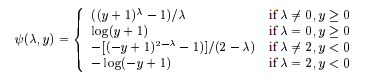 ψ(λ, y) = { ((y + 1)^λ − 1)/λ if λ ≠ 0, y ≥ 0
log(y + 1) if λ = 0, y ≥ 0
−[(−y + 1)^{2−λ} − 1)]/(2 − λ) if λ ≠ 2, y < 0
− log(−y + 1) if λ = 2, y < 0